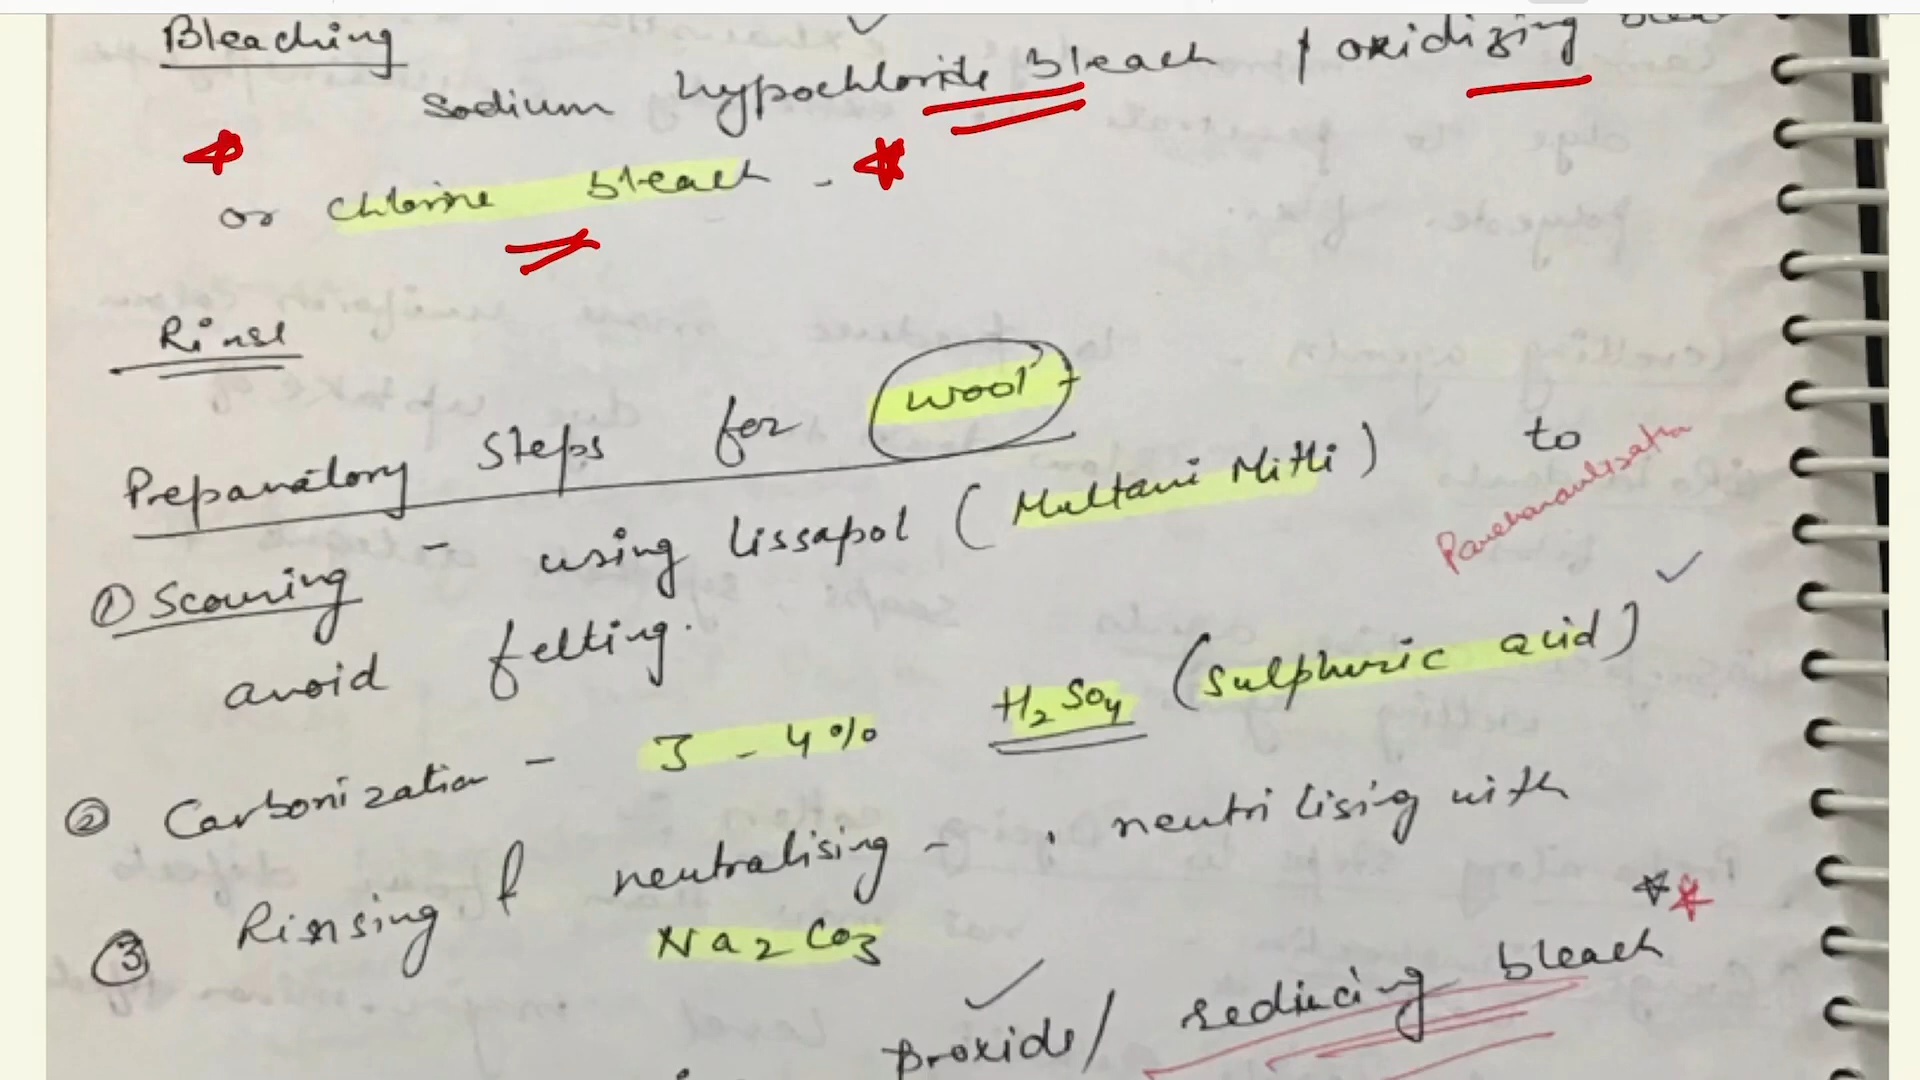 Bleaching
sodium hypochlorite bleach / oxidizing
or chlorine bleach -
Rinse
Preparatory Steps for wool
① Scouring - using lissapol (Multani Mitti) to
avoid felting.
② Carbonization - 3 - 4% H2SO4 (Sulphuric acid)
③ Rinsing & neutralising - neutrilising with
Na2CO3
proxide/ reducing bleach